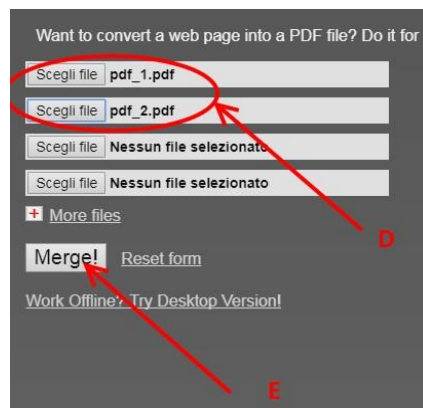 Want to convert a web page into a PDF file? Do it for
Scegli file pdf_1.pdf
Scegli file pdf_2.pdf
Scegli file Nessun file selezionato
Scegli file Nessun file selezionato
+ More files
D
Merge! Reset form
Work Offline? Try Desktop Version!
E